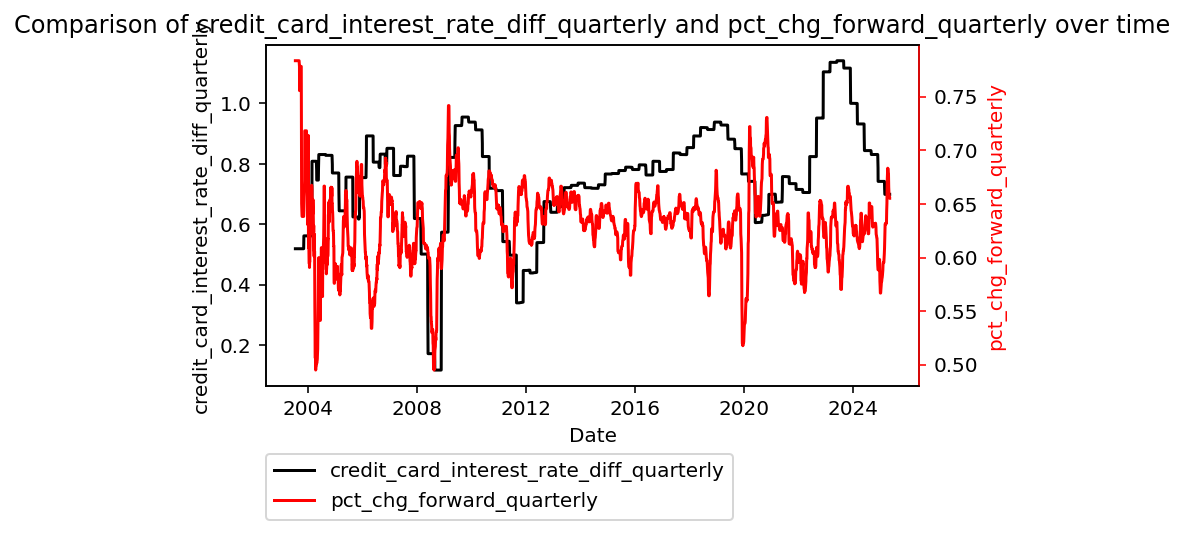 Comparison of credit_card_interest_rate_diff_quarterly and pct_chg_forward_quarterly over time
credit_card_interest_rate_diff_quarterly
1.0
0.8
0.6
0.4
0.2
0.75
0.70
0.65
0.60
0.55
0.50
pct_chg_forward_quarterly
2004 2008 2012 2016 2020 2024
Date
credit_card_interest_rate_diff_quarterly
pct_chg_forward_quarterly